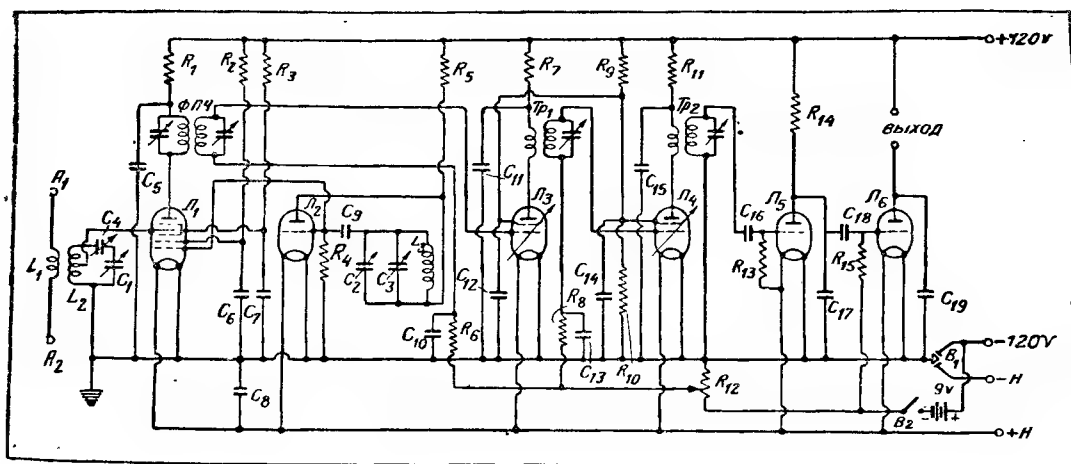 R1
R2
R3
R5
R7
R9
R11
+120V
ФПЧ
Тр1
Тр2
R14
ВЫХОД
A1
C5
C11
C15
Л1
Л2
C9
Л3
Л4
Л5
Л6
C4
C16
C18
L1
L2
C1
R4
C2
C3
L
C12
C14
R13
R15
C6
C7
C10
R6
R8
C17
C19
A2
C13
R10
R12
B1
−120V
−Н
C8
9v
B2
− +
+Н